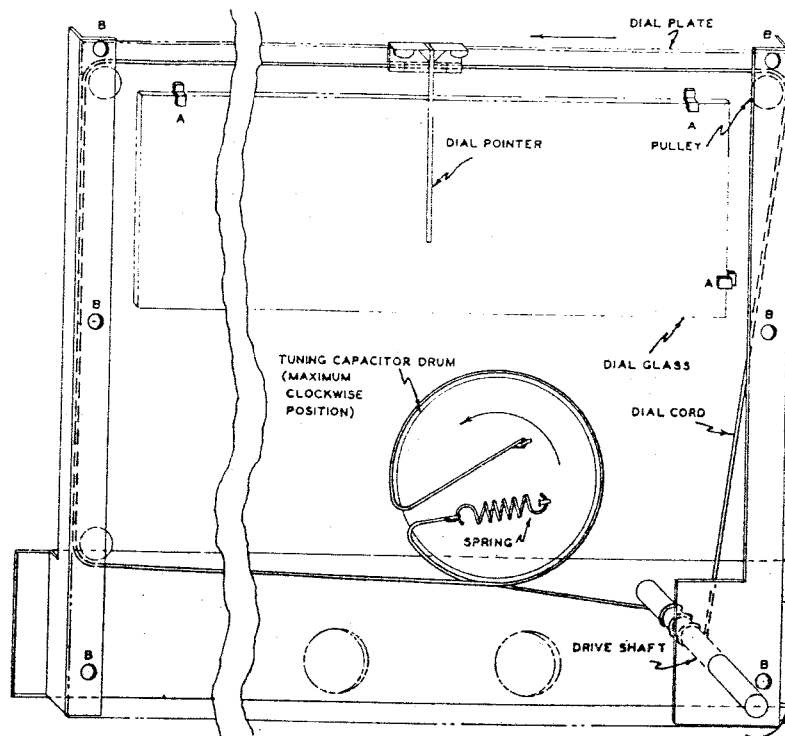 DIAL PLATE
B
B
A
A
DIAL POINTER
PULLEY
A
B
B
TUNING CAPACITOR DRUM
(MAXIMUM
CLOCKWISE
POSITION)
DIAL GLASS
DIAL CORD
SPRING
DRIVE SHAFT
B
B